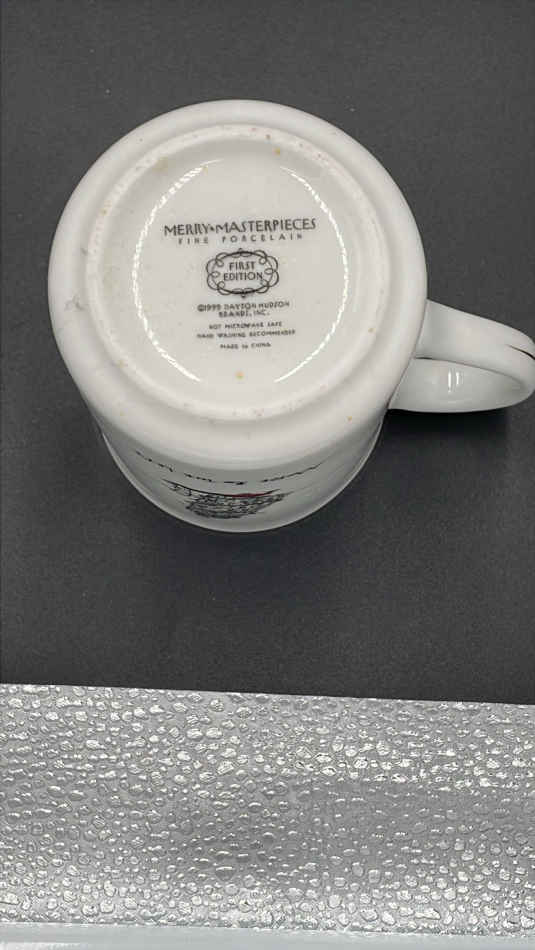 MERRY•MASTERPIECES
FINE PORCELAIN
FIRST
EDITION
©1999 DAYTON HUDSON
BRANDS, INC.
NOT MICROWAVE SAFE
HAND WASHING RECOMMENDED
MADE IN CHINA